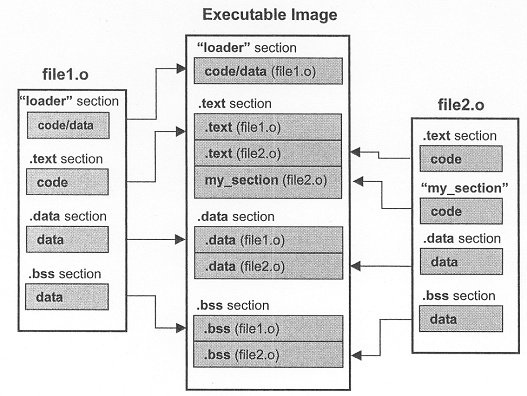 Executable Image
file1.o
"loader" section
code/data
.text section
code
.data section
data
.bss section
data
"loader" section
code/data (file1.o)
.text section
.text (file1.o)
.text (file2.o)
my_section (file2.o)
.data section
.data (file1.o)
.data (file2.o)
.bss section
.bss (file1.o)
.bss (file2.o)
file2.o
.text section
code
"my_section"
code
.data section
data
.bss section
data